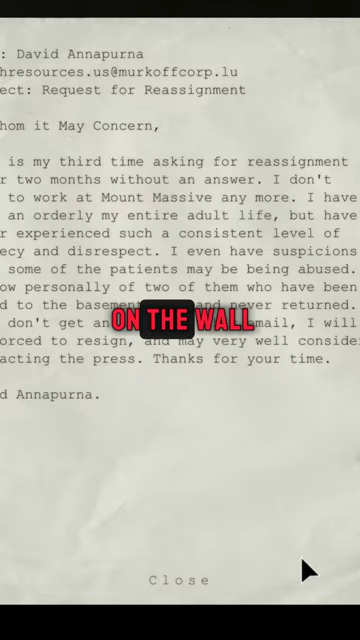 : David Annapurna
hresources.us@murkoffcorp.lu
ect: Request for Reassignment
hom it May Concern,
is my third time asking for reassignment
r two months without an answer. I don't
to work at Mount Massive any more. I have
an orderly my entire adult life, but have
r experienced such a consistent level of
ecy and disrespect. I even have suspicions
some of the patients may be being abused.
ow personally of two of them who have been
d to the basement and never returned.
don't get an email, I will
ON THE WALL
orced to resign, and may very well consider
acting the press. Thanks for your time.
d Annapurna.
Close